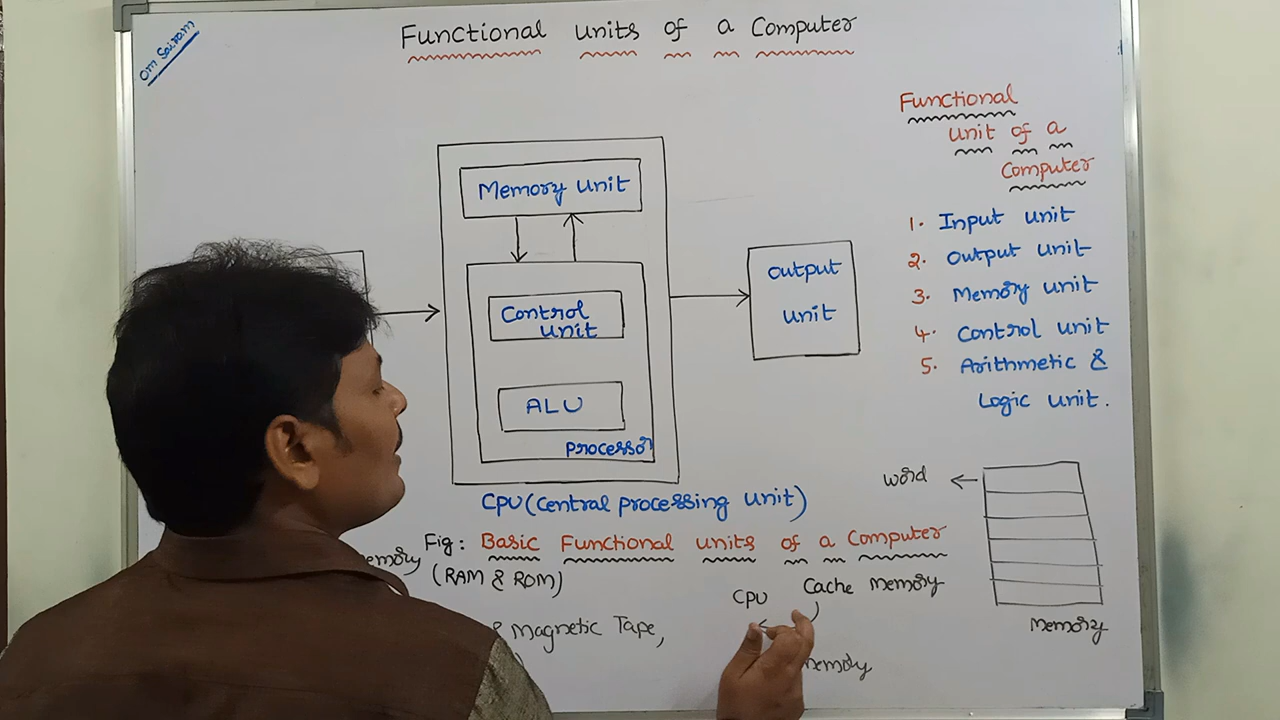 Om Sairam
Functional units of a Computer
Memory unit
Control
unit
ALU
processor
output
unit
CPU (Central processing unit)
Fig: Basic Functional units of a Computer
(RAM & ROM)
Magnetic Tape,
CPU
Cache Memory
Functional
unit of a
Computer
1. Input unit
2. Output unit
3. Memory unit
4. Control unit
5. Arithmetic &
Logic unit.
word
Memory